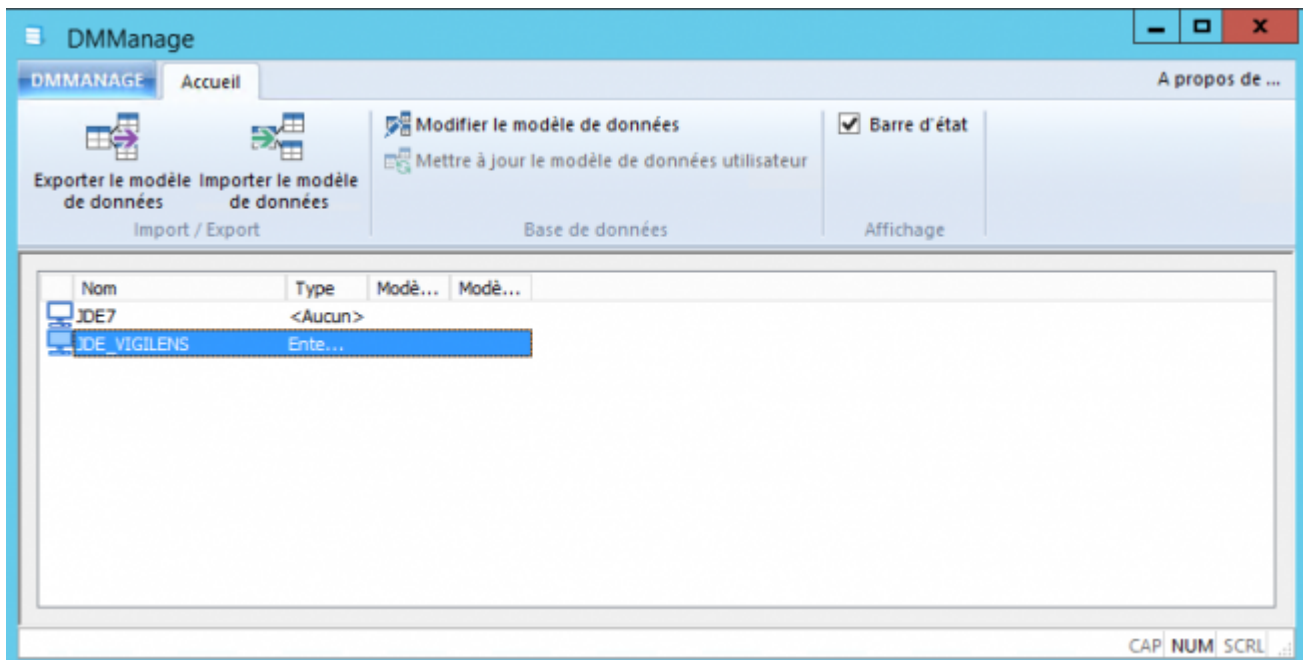 DMManage
DMMANAGE Accueil A propos de ...
Exporter le modèle de données
Importer le modèle de données
Modifier le modèle de données
Mettre à jour le modèle de données utilisateur
Barre d'état
Import / Export Base de données Affichage
Nom Type Modè... Modè...
JDE7 <Aucun>
JDE_VIGILENS Ente...
CAP NUM SCRL